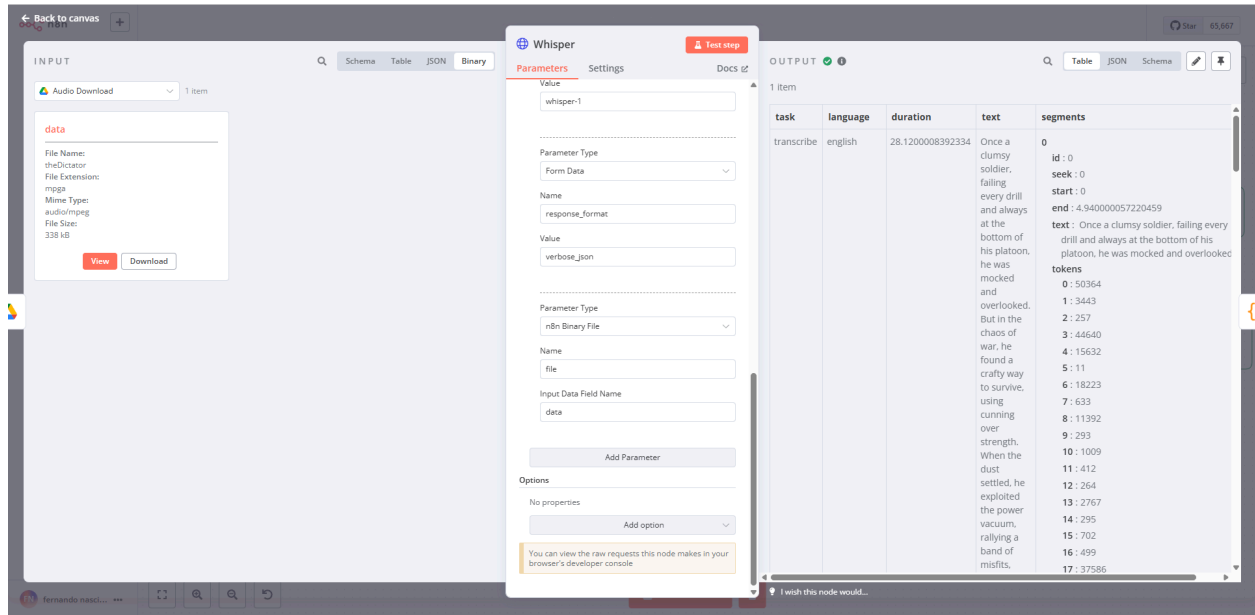 ← Back to canvas
n8n
+
Star 65,667
INPUT
Schema Table JSON Binary
Audio Download
1 item
data
File Name:
theDictator
File Extension:
mpga
Mime Type:
audio/mpeg
File Size:
338 kB
View Download
Whisper
Test step
Parameters Settings Docs
Value
whisper-1
Parameter Type
Form Data
Name
response_format
Value
verbose_json
Parameter Type
n8n Binary File
Name
file
Input Data Field Name
data
Add Parameter
Options
No properties
Add option
You can view the raw requests this node makes in your
browser's developer console
OUTPUT
Table JSON Schema
1 item
task language duration text segments
transcribe english 28.1200008392334
Once a
clumsy
soldier,
failing
every drill
and always
at the
bottom of
his platoon,
he was
mocked
and
overlooked.
But in the
chaos of
war, he
found a
crafty way
to survive,
using
cunning
over
strength.
When the
dust
settled, he
exploited
the power
vacuum,
rallying a
band of
misfits,
0
id : 0
seek : 0
start : 0
end : 4.940000057220459
text : Once a clumsy soldier, failing every
drill and always at the bottom of his
platoon, he was mocked and overlooked
tokens
0 : 50364
1 : 3443
2 : 257
3 : 44640
4 : 15632
5 : 11
6 : 18223
7 : 633
8 : 11392
9 : 293
10 : 1009
11 : 412
12 : 264
13 : 2767
14 : 295
15 : 702
16 : 499
17 : 37586
fernando nasci... •••
I wish this node would...